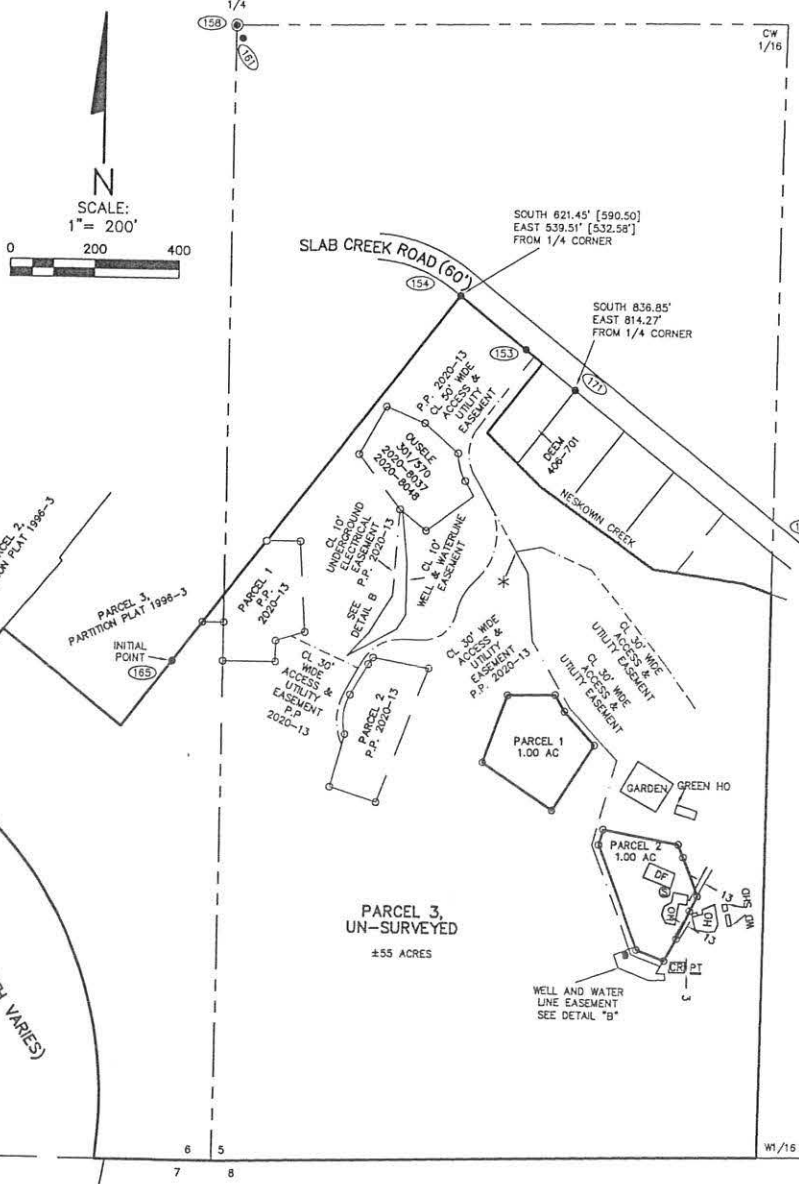 1/4
158
161
CW
1/16
N
SCALE:
1"= 200'
0 200 400
SLAB CREEK ROAD (60')
154
SOUTH 621.45' [590.50]
EAST 539.51' [532.58']
FROM 1/4 CORNER
SOUTH 836.85'
EAST 814.27'
FROM 1/4 CORNER
153
171
P.P. 2020-13
CL 50' WIDE
ACCESS &
UTILITY
EASEMENT
OUSELE
301/370
2020-8037
2020-8048
DEEM
406-701
NESKOWIN CREEK
PARCEL 3,
PARTITION PLAT 1996-3
INITIAL
POINT
165
PARCEL 1
P.P.
2020-13
CL 10'
UNDERGROUND
ELECTRICAL
EASEMENT
P.P. 2020-13
CL 10'
WELL & WATERLINE
EASEMENT
SEE
DETAIL B
CL 30'
WIDE
ACCESS &
UTILITY
EASEMENT
P.P
2020-13
PARCEL 2
P.P. 2020-13
CL 30' WIDE
ACCESS &
UTILITY
EASEMENT
P.P. 2020-13
CL 30' WIDE
ACCESS &
UTILITY EASEMENT
CL 30' WIDE
ACCESS &
UTILITY EASEMENT
PARCEL 1
1.00 AC
GARDEN
GREEN HO
PARCEL 2
1.00 AC
DF
S
HO
HO
13
13
3
WD SHO
CRPT
PARCEL 3,
UN-SURVEYED
±55 ACRES
WELL AND WATER
LINE EASEMENT
SEE DETAIL "B"
VARIES)
6 5
7 8
W1/16